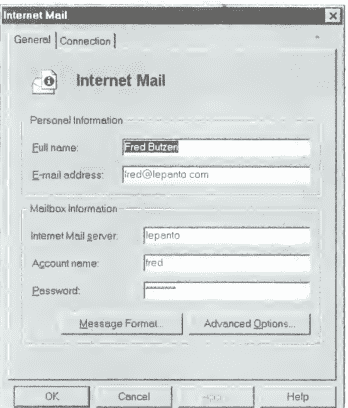 Internet Mail
General
Connection
Internet Mail
Personal Information
Full name:
Fred Butzen
E-mail address:
fred@lepanto.com
Mailbox Information
Internet Mail server:
lepanto
Account name:
fred
Password:
Message Format...
Advanced Options...
OK
Cancel
Help